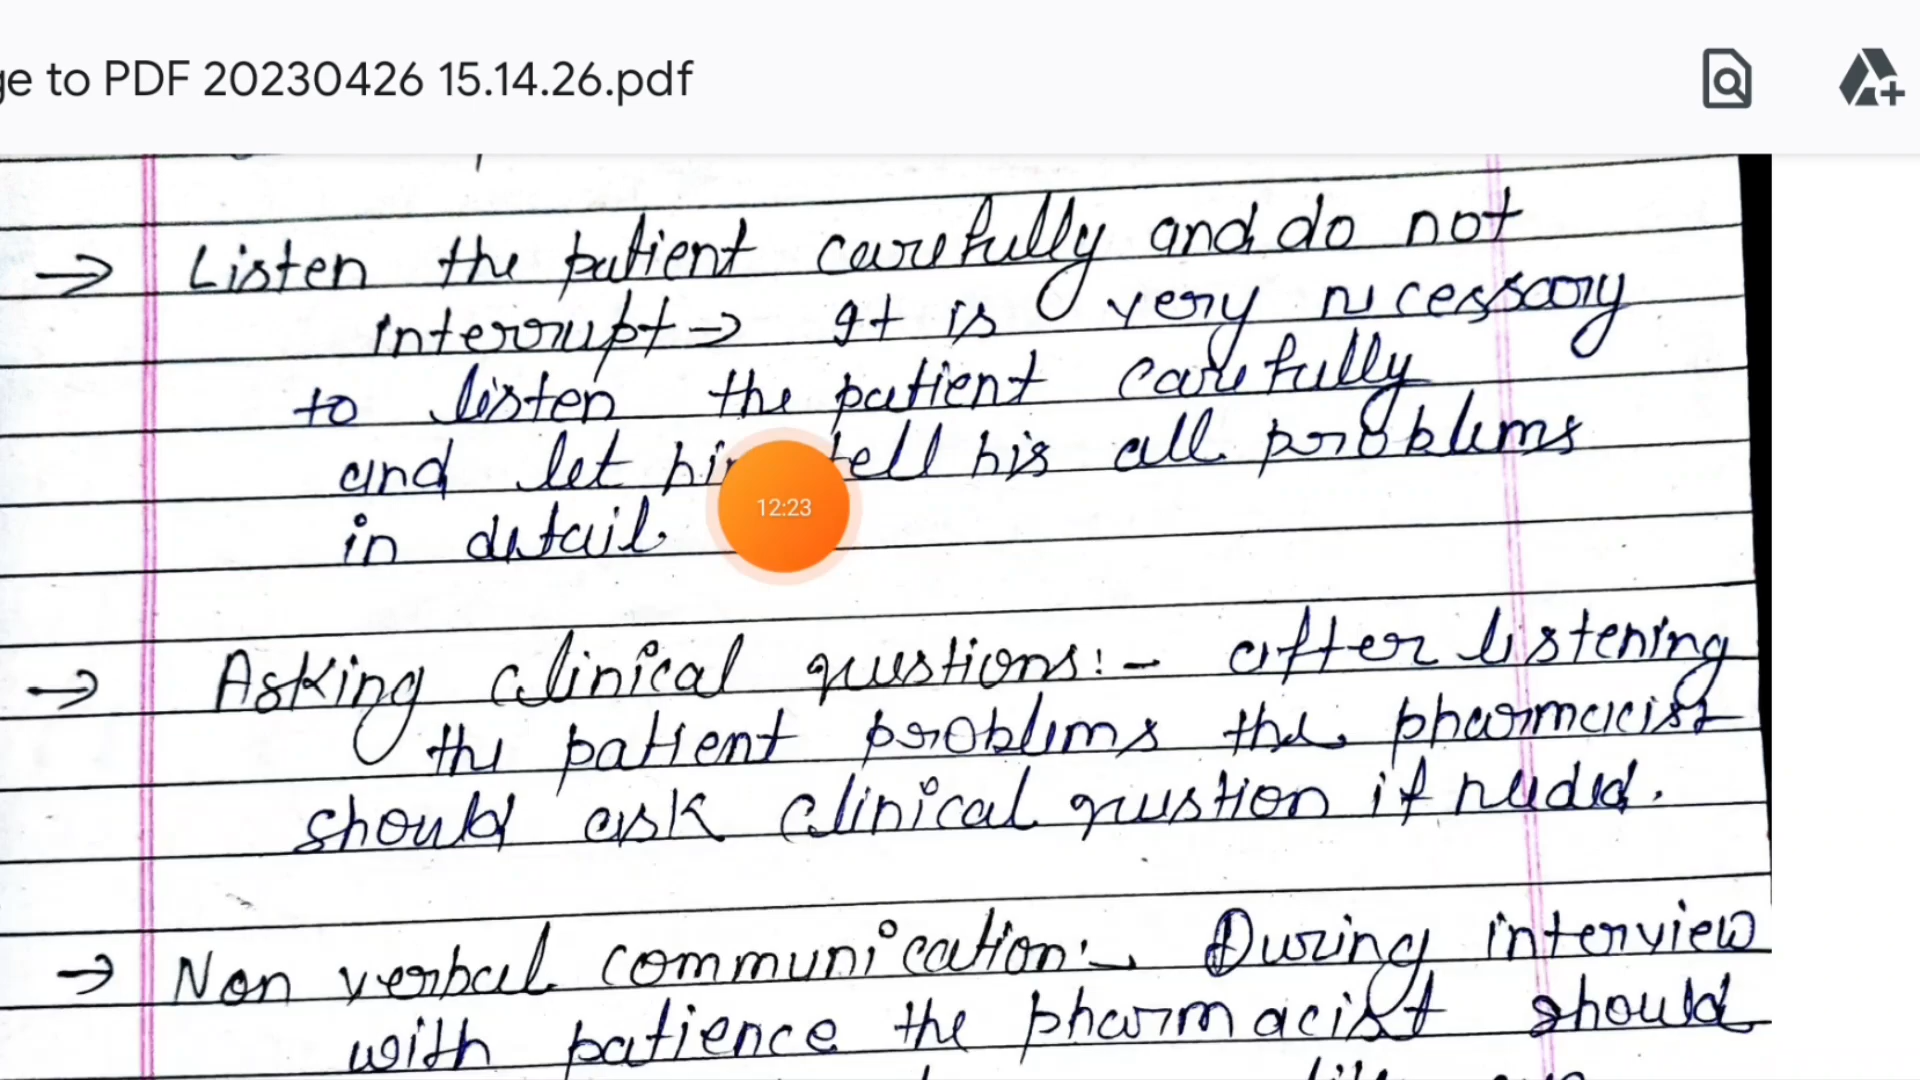 ge to PDF 20230426 15.14.26.pdf
→ Listen the patient carefully and do not
interrupt → It is very necessary
to listen the patient carefully
and let tell his all problems
12:23
in detail.
→ Asking clinical questions:- after listening
the patient problems the pharmacist
should ask clinical question if needed.
→ Non verbal communication:- During interview
with patience the pharmacist should